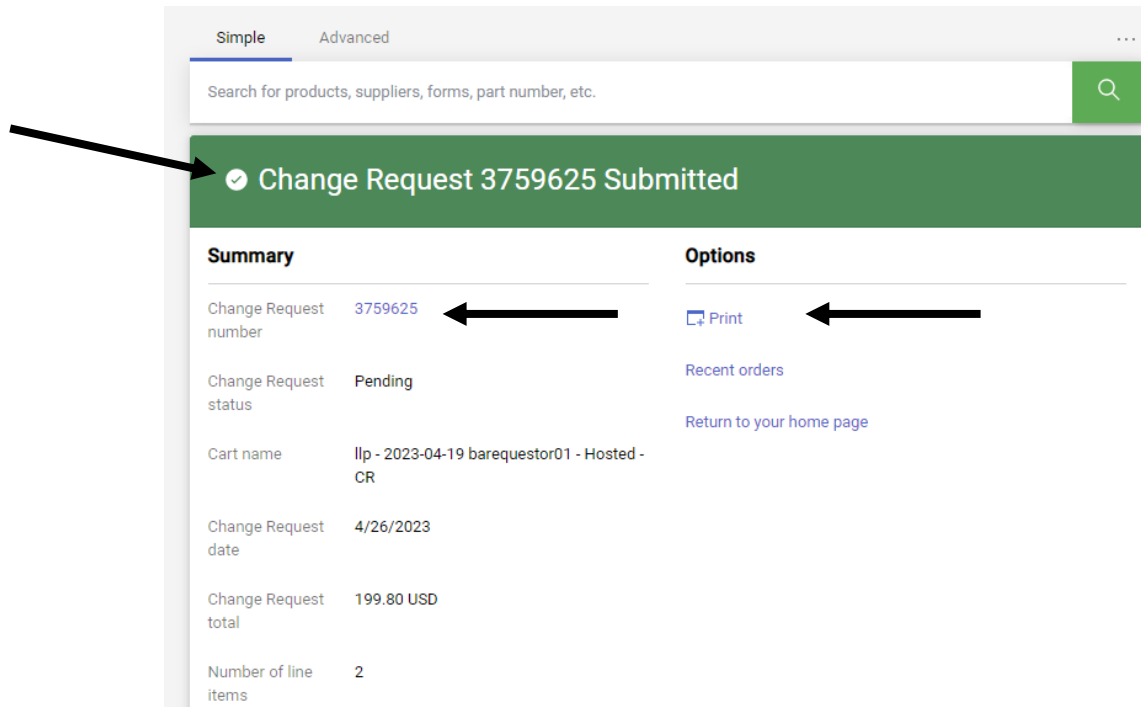 Simple Advanced ...
Search for products, suppliers, forms, part number, etc.
Change Request 3759625 Submitted
Summary
Change Request number 3759625
Change Request status Pending
Cart name llp - 2023-04-19 barequestor01 - Hosted - CR
Change Request date 4/26/2023
Change Request total 199.80 USD
Number of line items 2
Options
Print
Recent orders
Return to your home page